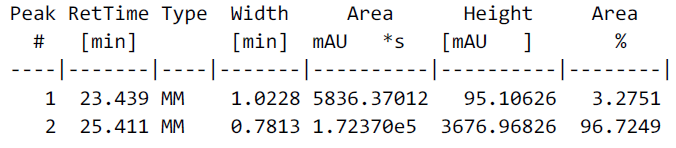 Peak RetTime Type  Width     Area      Height     Area
  #   [min]        [min]  mAU   *s   [mAU   ]       %
----|-------|----|-------|----------|----------|--------|
   1  23.439 MM    1.0228 5836.37012   95.10626   3.2751
   2  25.411 MM    0.7813 1.72370e5  3676.96826  96.7249